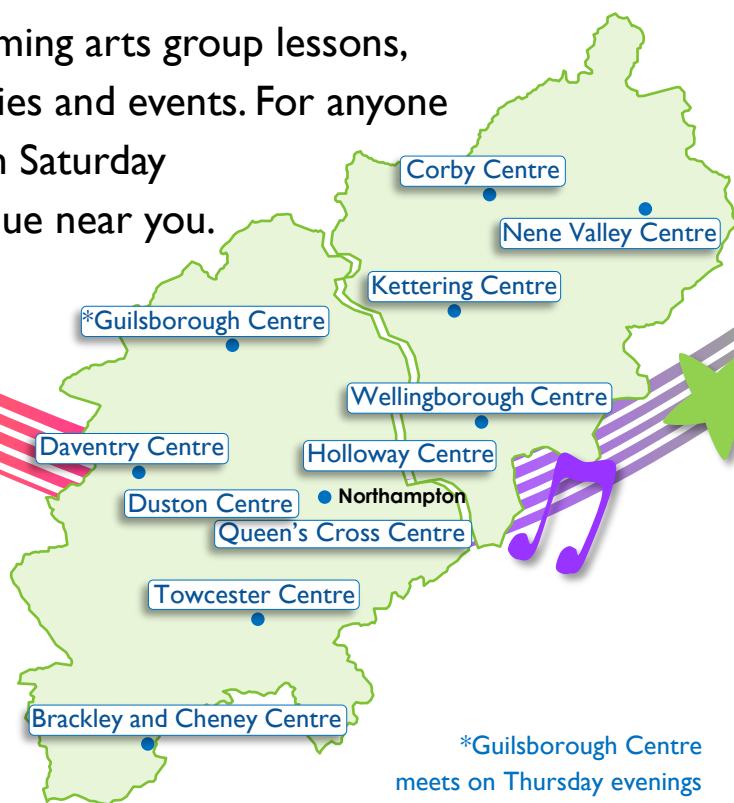 ming arts group lessons,
ies and events. For anyone
n Saturday
ue near you.
Corby Centre
Nene Valley Centre
Kettering Centre
*Guilsborough Centre
Wellingborough Centre
Daventry Centre
Holloway Centre
Duston Centre
Northampton
Queen's Cross Centre
Towcester Centre
Brackley and Cheney Centre
*Guilsborough Centre
meets on Thursday evenings